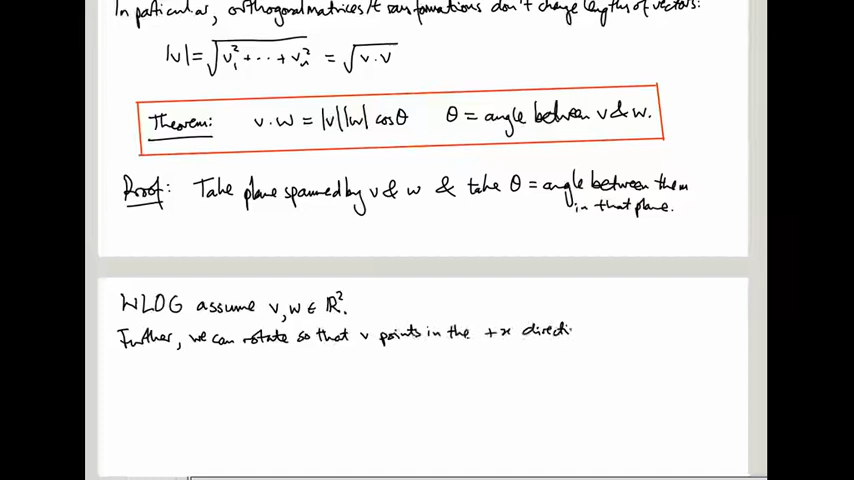 In particular, orthogonal matrices/transformations don't change lengths of vectors:
|v| = √(v₁² + ··· + vₙ²) = √(v·v)
Theorem: v·w = |v||w| cosθ θ = angle between v & w.
Proof: Take plane spanned by v & w & take θ = angle between them
in that plane.
WLOG assume v, w ∈ ℝ².
Further, we can rotate so that v points in the +x directi